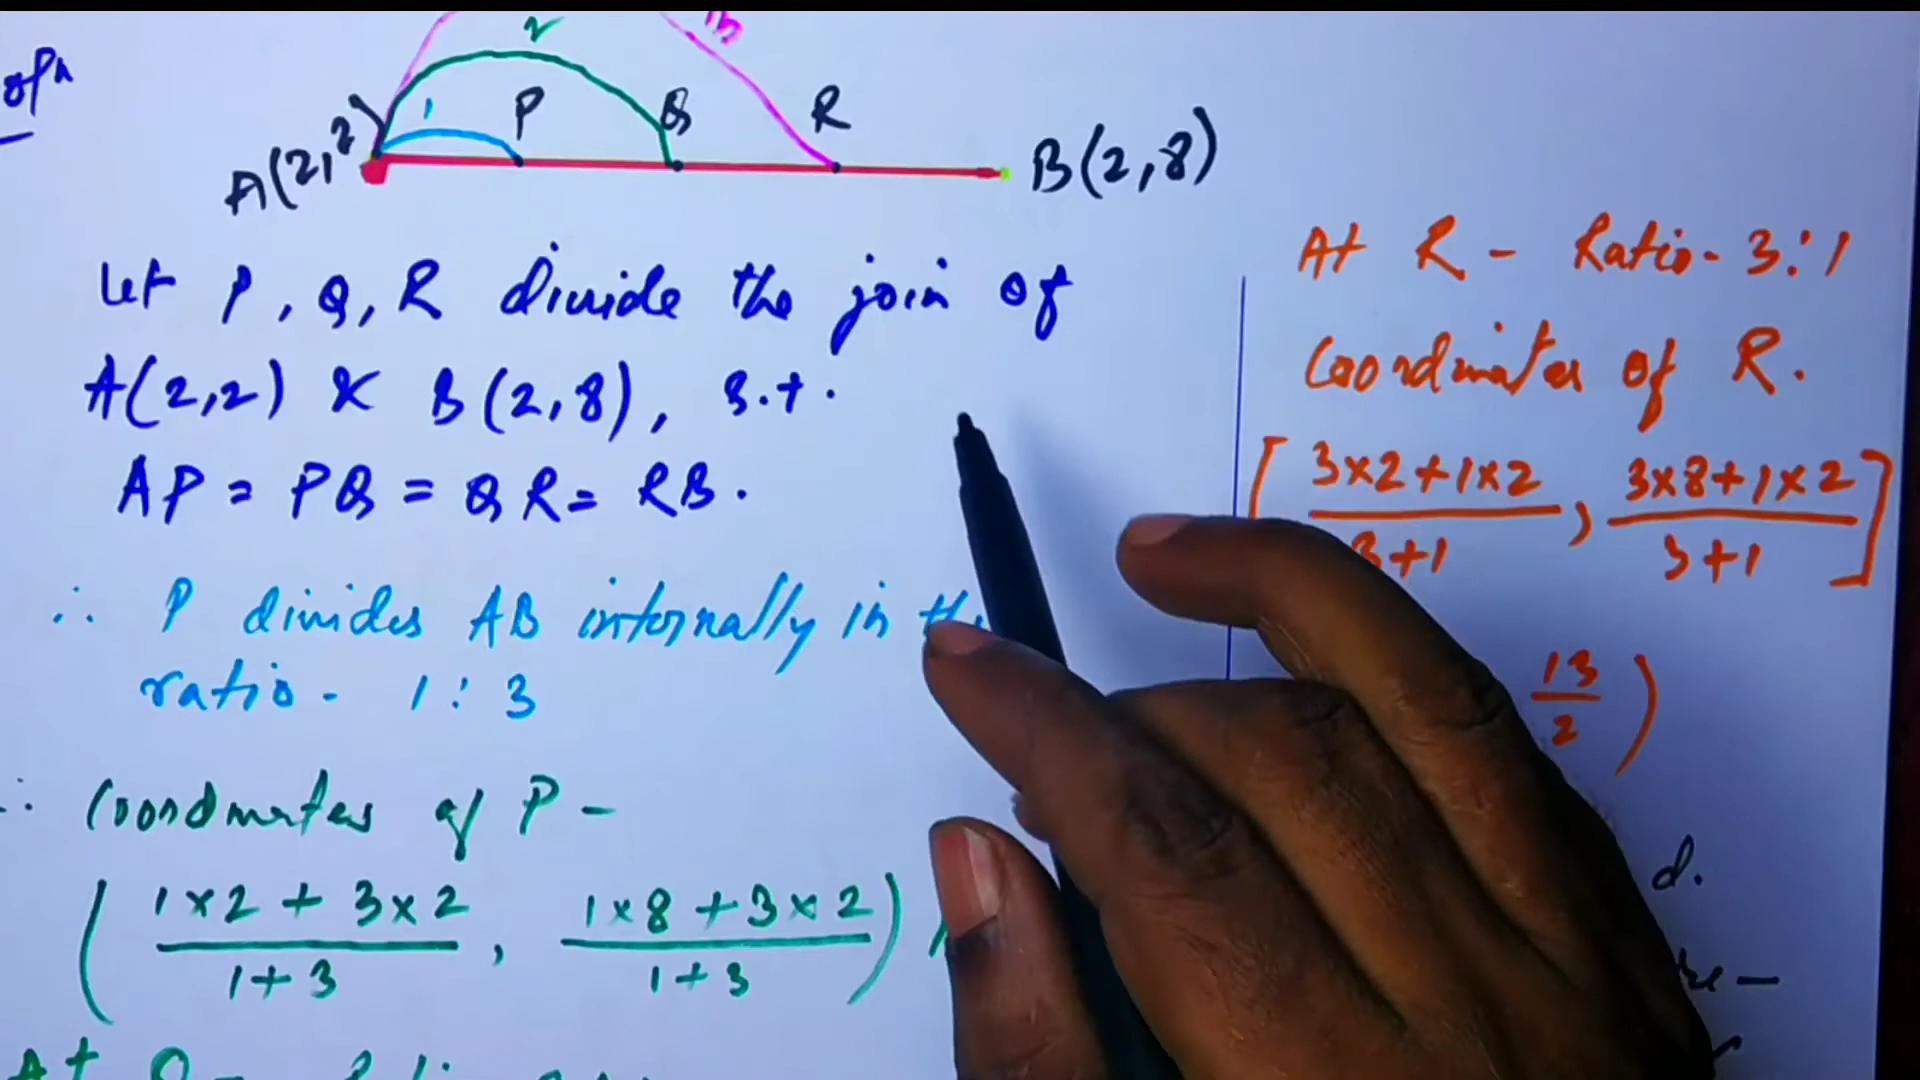 1 2 P Q R
A(2,2) B(2,8)
Let P, Q, R divide the join of
A(2,2) & B(2,8), s.t.
AP = PQ = QR = RB.
∴ P divides AB internally in the
ratio - 1:3
∴ Coordinates of P -
( 1×2 + 3×2 / 1+3 , 1×8 + 3×2 / 1+3 )
At Q -
At R - Ratio - 3:1
Coordinates of R.
[ 3×2+1×2 / 3+1 , 3×8+1×2 / 3+1 ]
13/2 )
d.